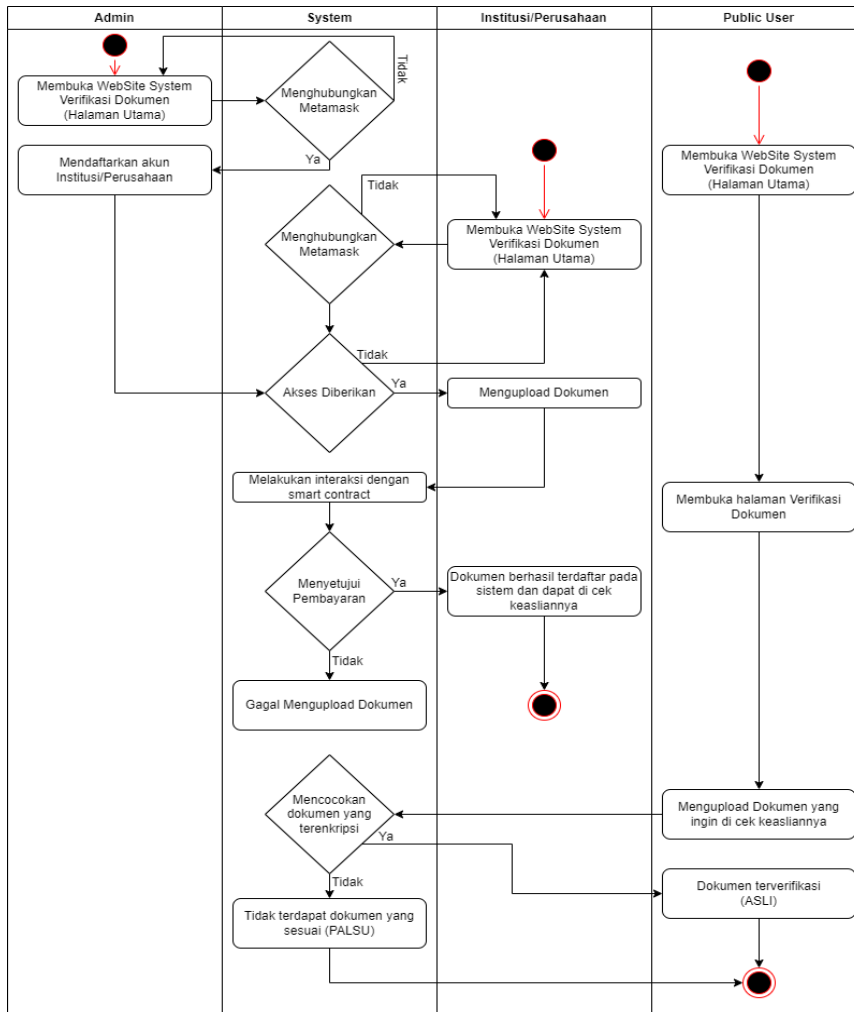 Admin
System
Institusi/Perusahaan
Public User
Membuka WebSite System
Verifikasi Dokumen
(Halaman Utama)
Menghubungkan
Metamask
Tidak
Ya
Mendaftarkan akun
Institusi/Perusahaan
Membuka WebSite System
Verifikasi Dokumen
(Halaman Utama)
Tidak
Menghubungkan
Metamask
Membuka WebSite System
Verifikasi Dokumen
(Halaman Utama)
Tidak
Akses Diberikan
Ya
Mengupload Dokumen
Melakukan interaksi dengan
smart contract
Membuka halaman Verifikasi
Dokumen
Menyetujui
Pembayaran
Ya
Dokumen berhasil terdaftar pada
sistem dan dapat di cek
keasliannya
Tidak
Gagal Mengupload Dokumen
Mencocokan
dokumen yang
terenkripsi
Ya
Mengupload Dokumen yang
ingin di cek keasliannya
Tidak
Dokumen terverifikasi
(ASLI)
Tidak terdapat dokumen yang
sesuai (PALSU)